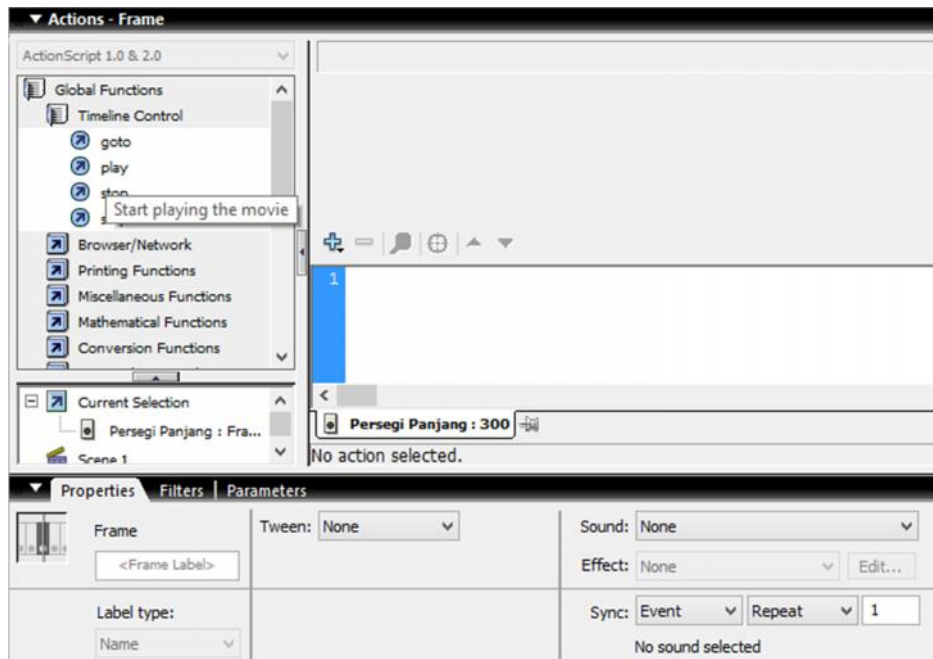 Actions - Frame
ActionScript 1.0 & 2.0
Global Functions
Timeline Control
goto
play
stop
Start playing the movie
Browser/Network
Printing Functions
Miscellaneous Functions
Mathematical Functions
Conversion Functions
Current Selection
Persegi Panjang : Fra...
Scene 1
1
Persegi Panjang : 300
No action selected.
Properties Filters Parameters
Frame
<Frame Label>
Label type:
Name
Tween: None
Sound: None
Effect: None Edit...
Sync: Event Repeat 1
No sound selected